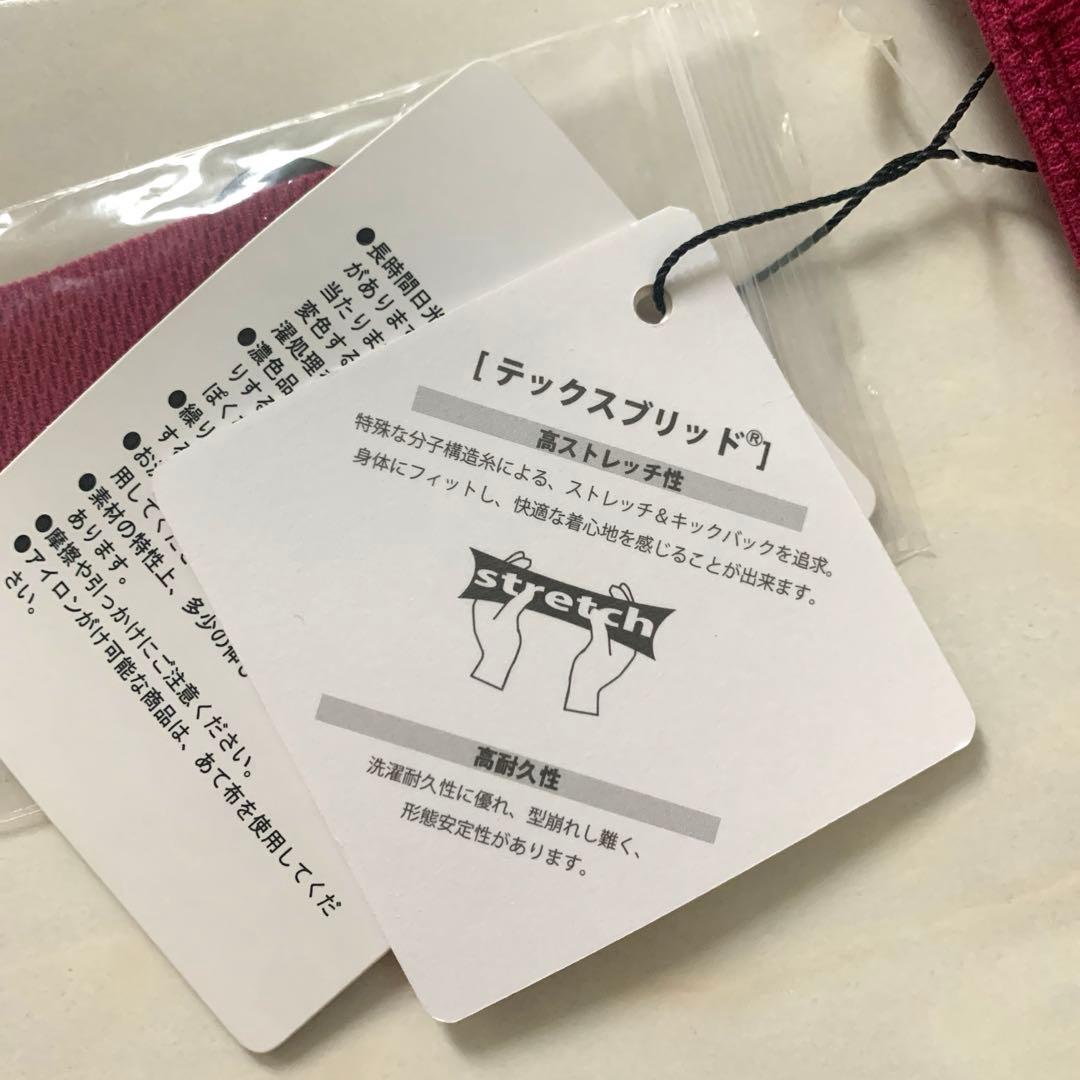 [ テックスブリッド®]
高ストレッチ性
特殊な分子構造糸による、ストレッチ＆キックバックを追求。
身体にフィットし、快適な着心地を感じることが出来ます。
stretch
高耐久性
洗濯耐久性に優れ、型崩れし難く、
形態安定性があります。
●長時間日光
がありま
当たりま
変色する
濯処理
●濃色品
りする
ぼく
●繰り
する
●お
用してくだ
●素材の特性上、多少の伸
あります。
●摩擦や引っかけにご注意ください。
●アイロンがけ可能な商品は、あて布を使用してくだ
さい。